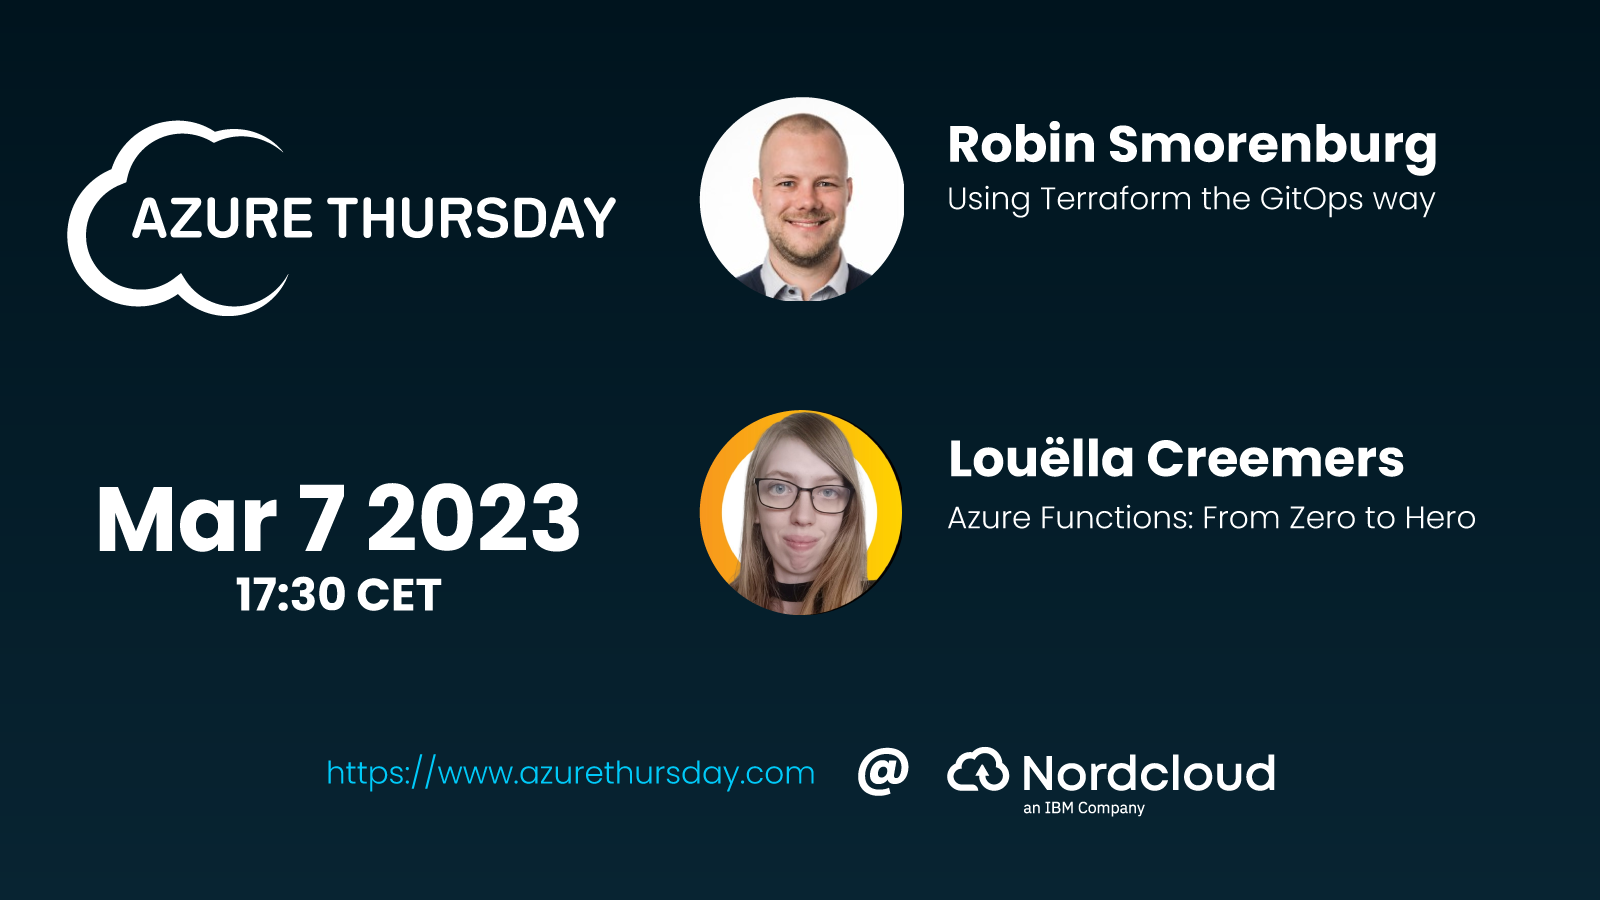 AZURE THURSDAY
Mar 7 2023
17:30 CET
Robin Smorenburg
Using Terraform the GitOps way
Louëlla Creemers
Azure Functions: From Zero to Hero
https://www.azurethursday.com @ Nordcloud
an IBM Company